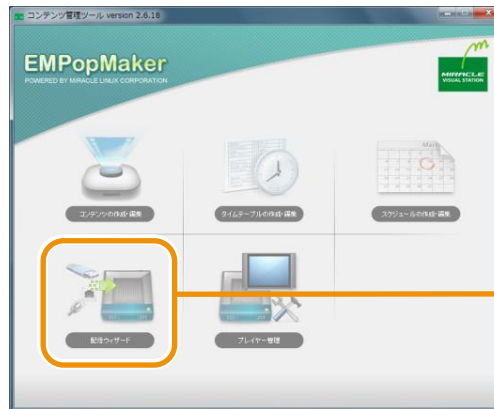 コンテンツ管理ツール version 2.6.18
EMPopMaker
POWERED BY MIRACLE LINUX CORPORATION
MIRACLE
VISUAL STATION
コンテンツの作成・編集
タイムテーブルの作成・編集
スケジュールの作成・編集
配信ウィザード
プレイヤー管理